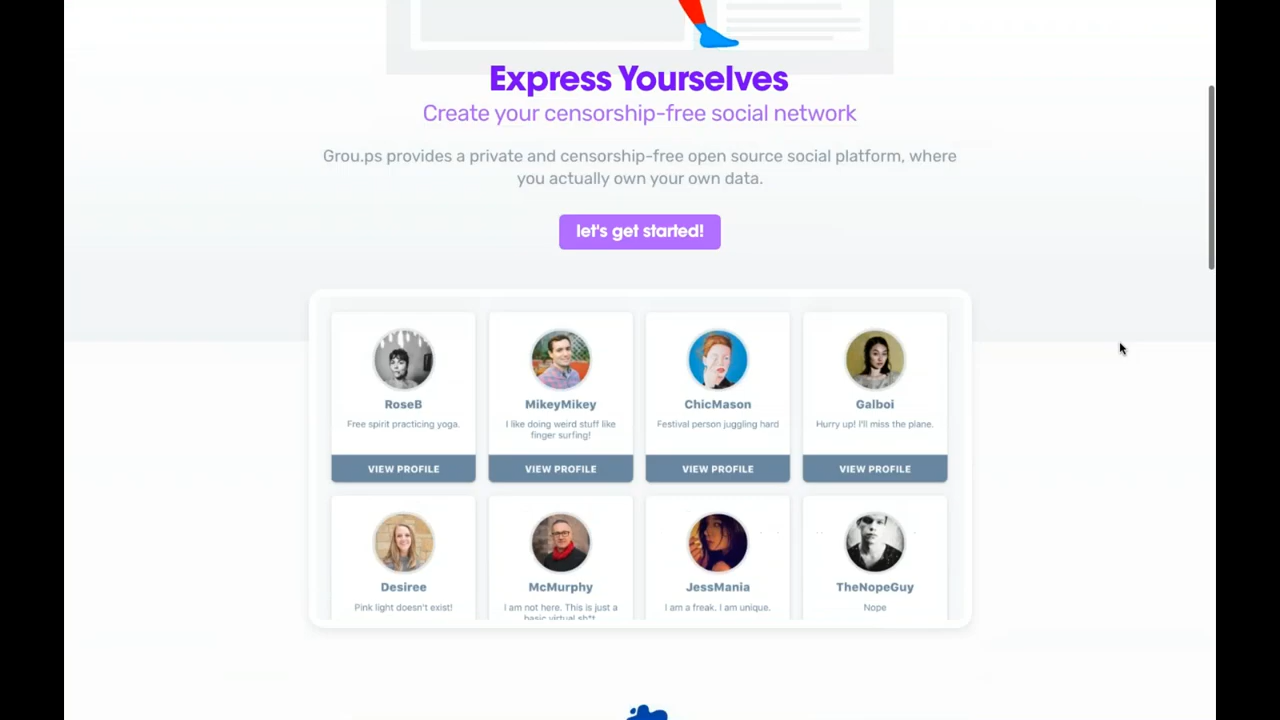 Express Yourselves
Create your censorship-free social network
Grou.ps provides a private and censorship-free open source social platform, where
you actually own your own data.
let's get started!
RoseB
Free spirit practicing yoga.
VIEW PROFILE
MikeyMikey
I like doing weird stuff like
finger surfing!
VIEW PROFILE
ChicMason
Festival person juggling hard
VIEW PROFILE
Galboi
Hurry up! I'll miss the plane.
VIEW PROFILE
Desiree
Pink light doesn't exist!
McMurphy
I am not here. This is just a
basic virtual sh*t
JessMania
I am a freak. I am unique.
TheNopeGuy
Nope